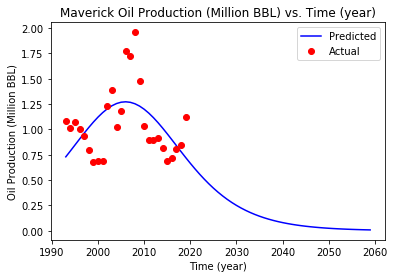 Maverick Oil Production (Million BBL) vs. Time (year)
Predicted
Actual
Oil Production (Million BBL)
2.00
1.75
1.50
1.25
1.00
0.75
0.50
0.25
0.00
1990 2000 2010 2020 2030 2040 2050 2060
Time (year)